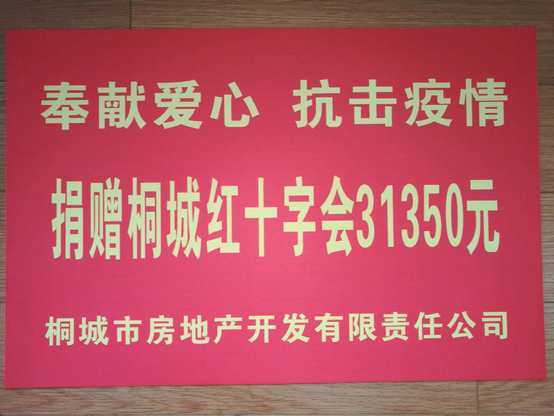 奉献爱心 抗击疫情
捐赠桐城红十字会31350元
桐城市房地产开发有限责任公司